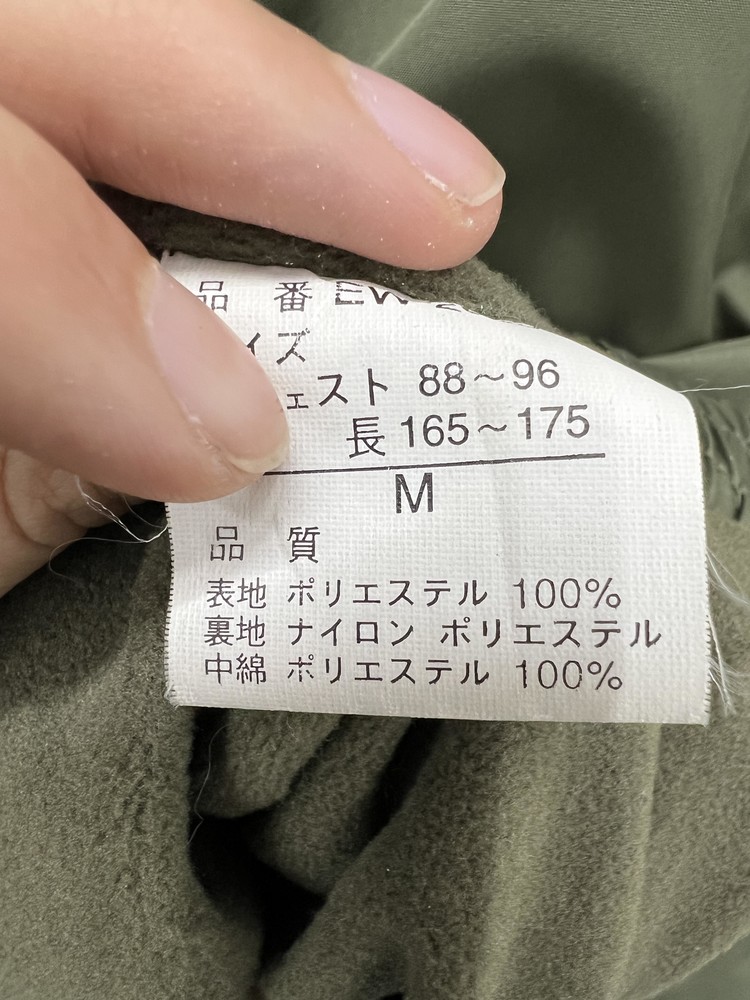 品番 EW
イズ
ェスト 88～96
長 165～175
M
品 質
表地 ポリエステル 100%
裏地 ナイロン ポリエステル
中綿 ポリエステル 100%